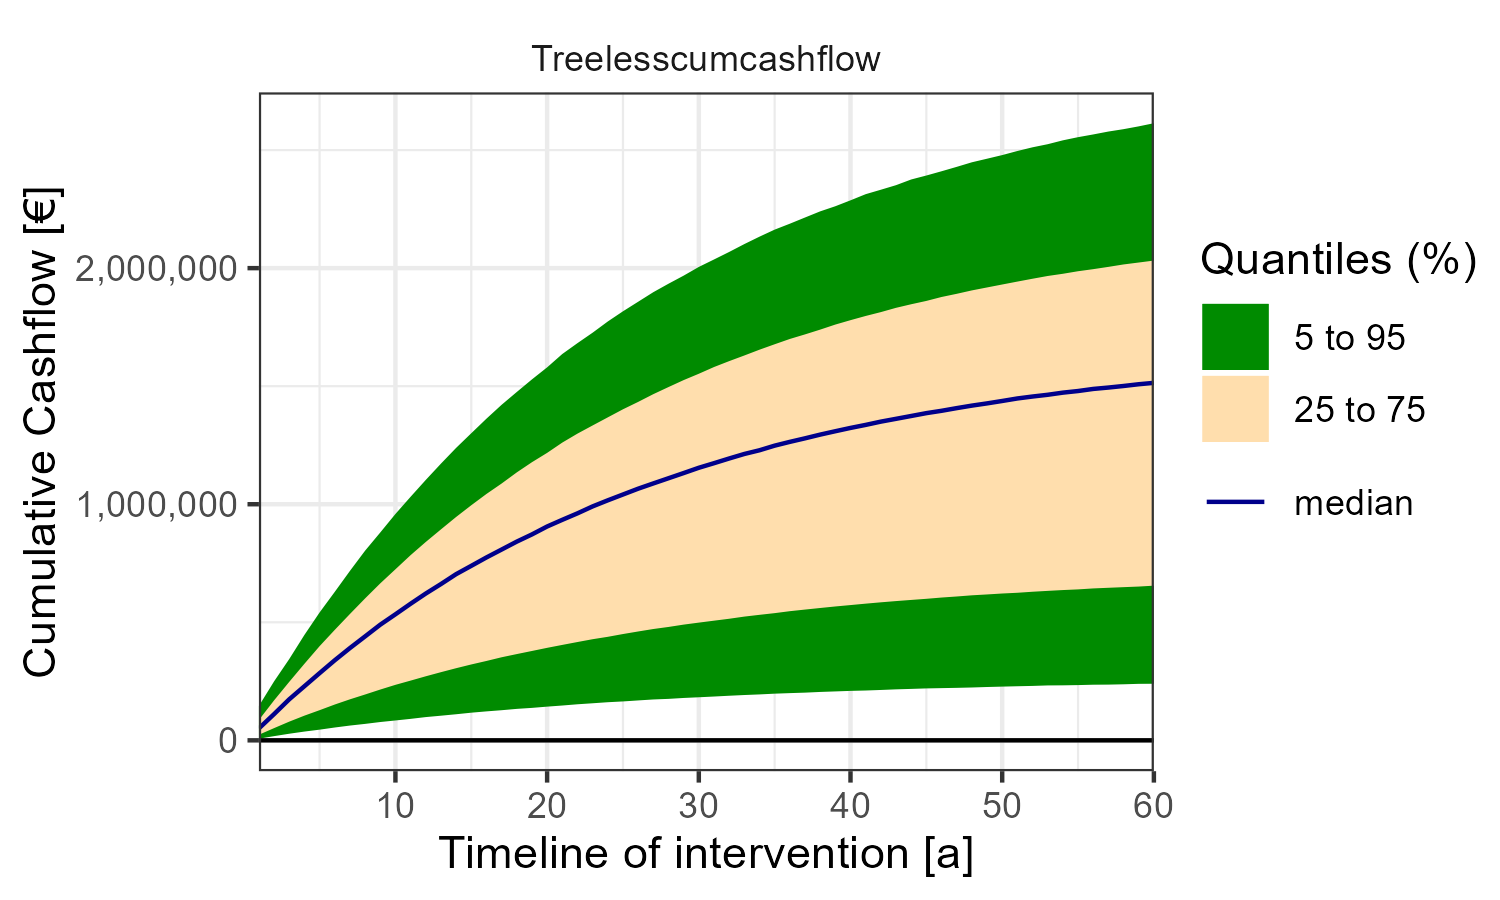 Treelesscumcashflow
Cumulative Cashflow [€]
2,000,000
1,000,000
0
10 20 30 40 50 60
Timeline of intervention [a]
Quantiles (%)
5 to 95
25 to 75
median